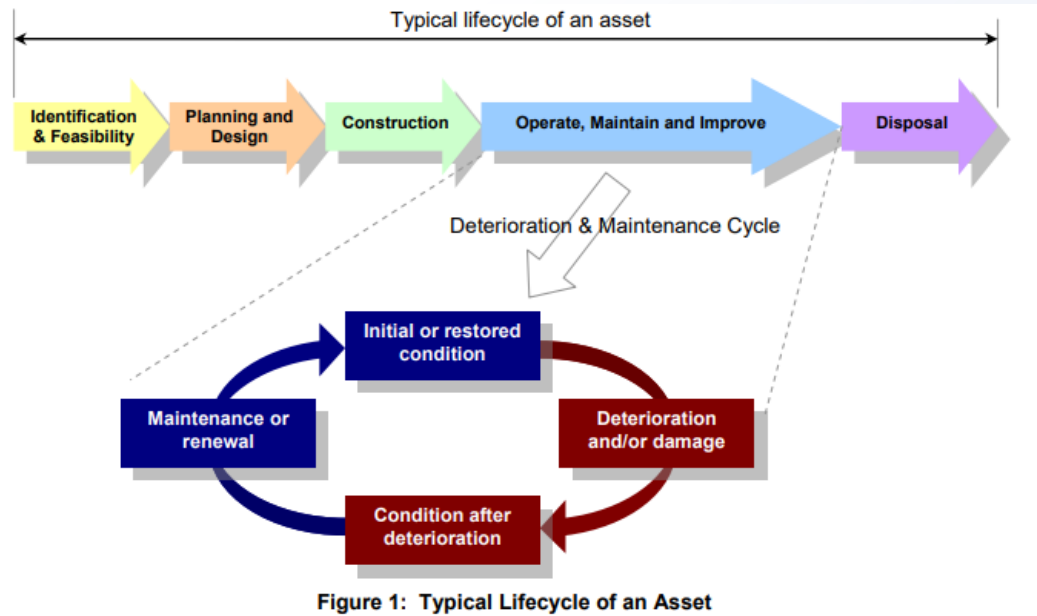 Typical lifecycle of an asset
Identification
& Feasibility
Planning and
Design
Construction
Operate, Maintain and Improve
Disposal
Deterioration & Maintenance Cycle
Initial or restored
condition
Maintenance or
renewal
Deterioration
and/or damage
Condition after
deterioration
Figure 1:  Typical Lifecycle of an Asset